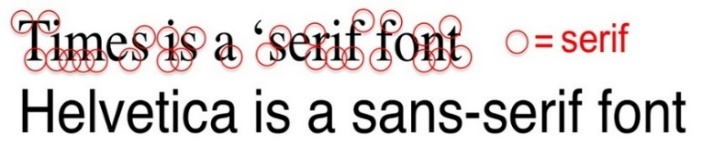 Times is a ‘serif font = serif
Helvetica is a sans-serif font